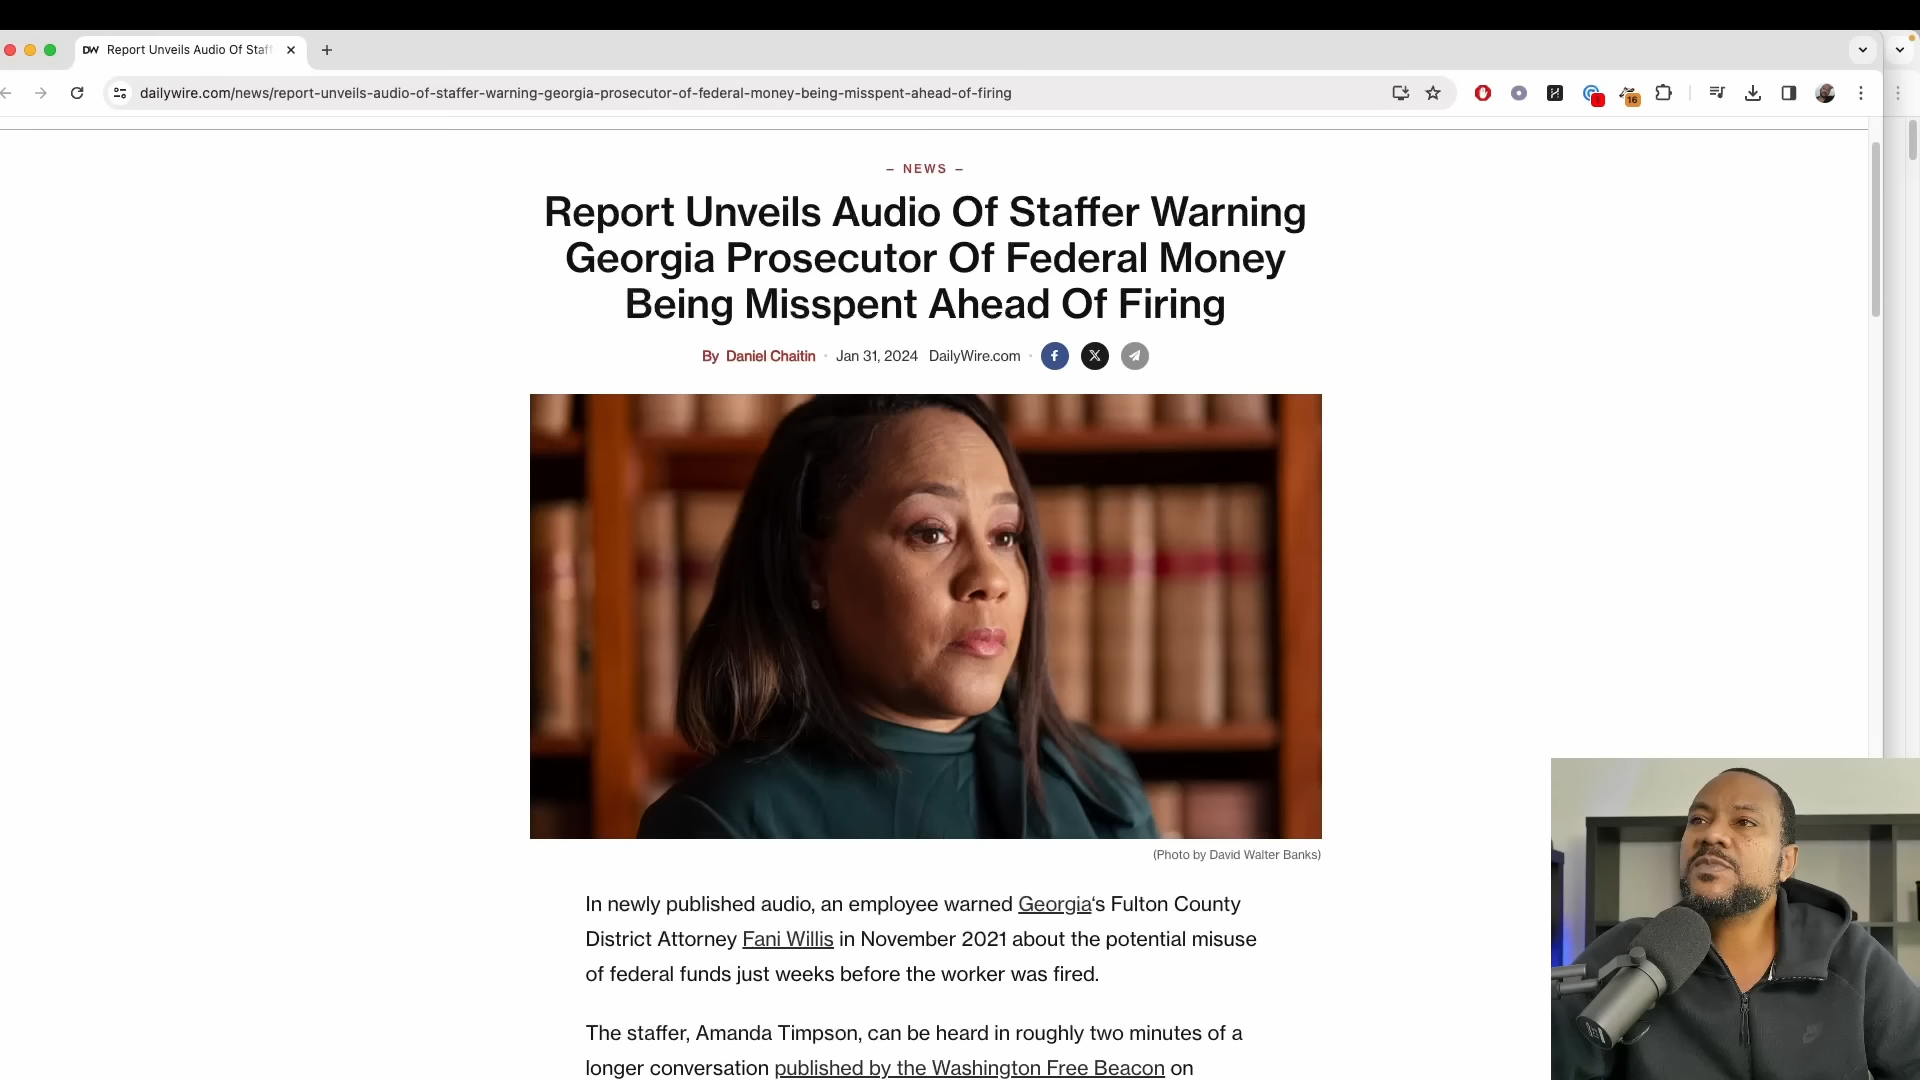 DW Report Unveils Audio Of Staf
dailywire.com/news/report-unveils-audio-of-staffer-warning-georgia-prosecutor-of-federal-money-being-misspent-ahead-of-firing
16
– NEWS –
Report Unveils Audio Of Staffer Warning
Georgia Prosecutor Of Federal Money
Being Misspent Ahead Of Firing
By Daniel Chaitin · Jan 31, 2024 DailyWire.com ·
(Photo by David Walter Banks)
In newly published audio, an employee warned Georgia‘s Fulton County
District Attorney Fani Willis in November 2021 about the potential misuse
of federal funds just weeks before the worker was fired.
The staffer, Amanda Timpson, can be heard in roughly two minutes of a
longer conversation published by the Washington Free Beacon on